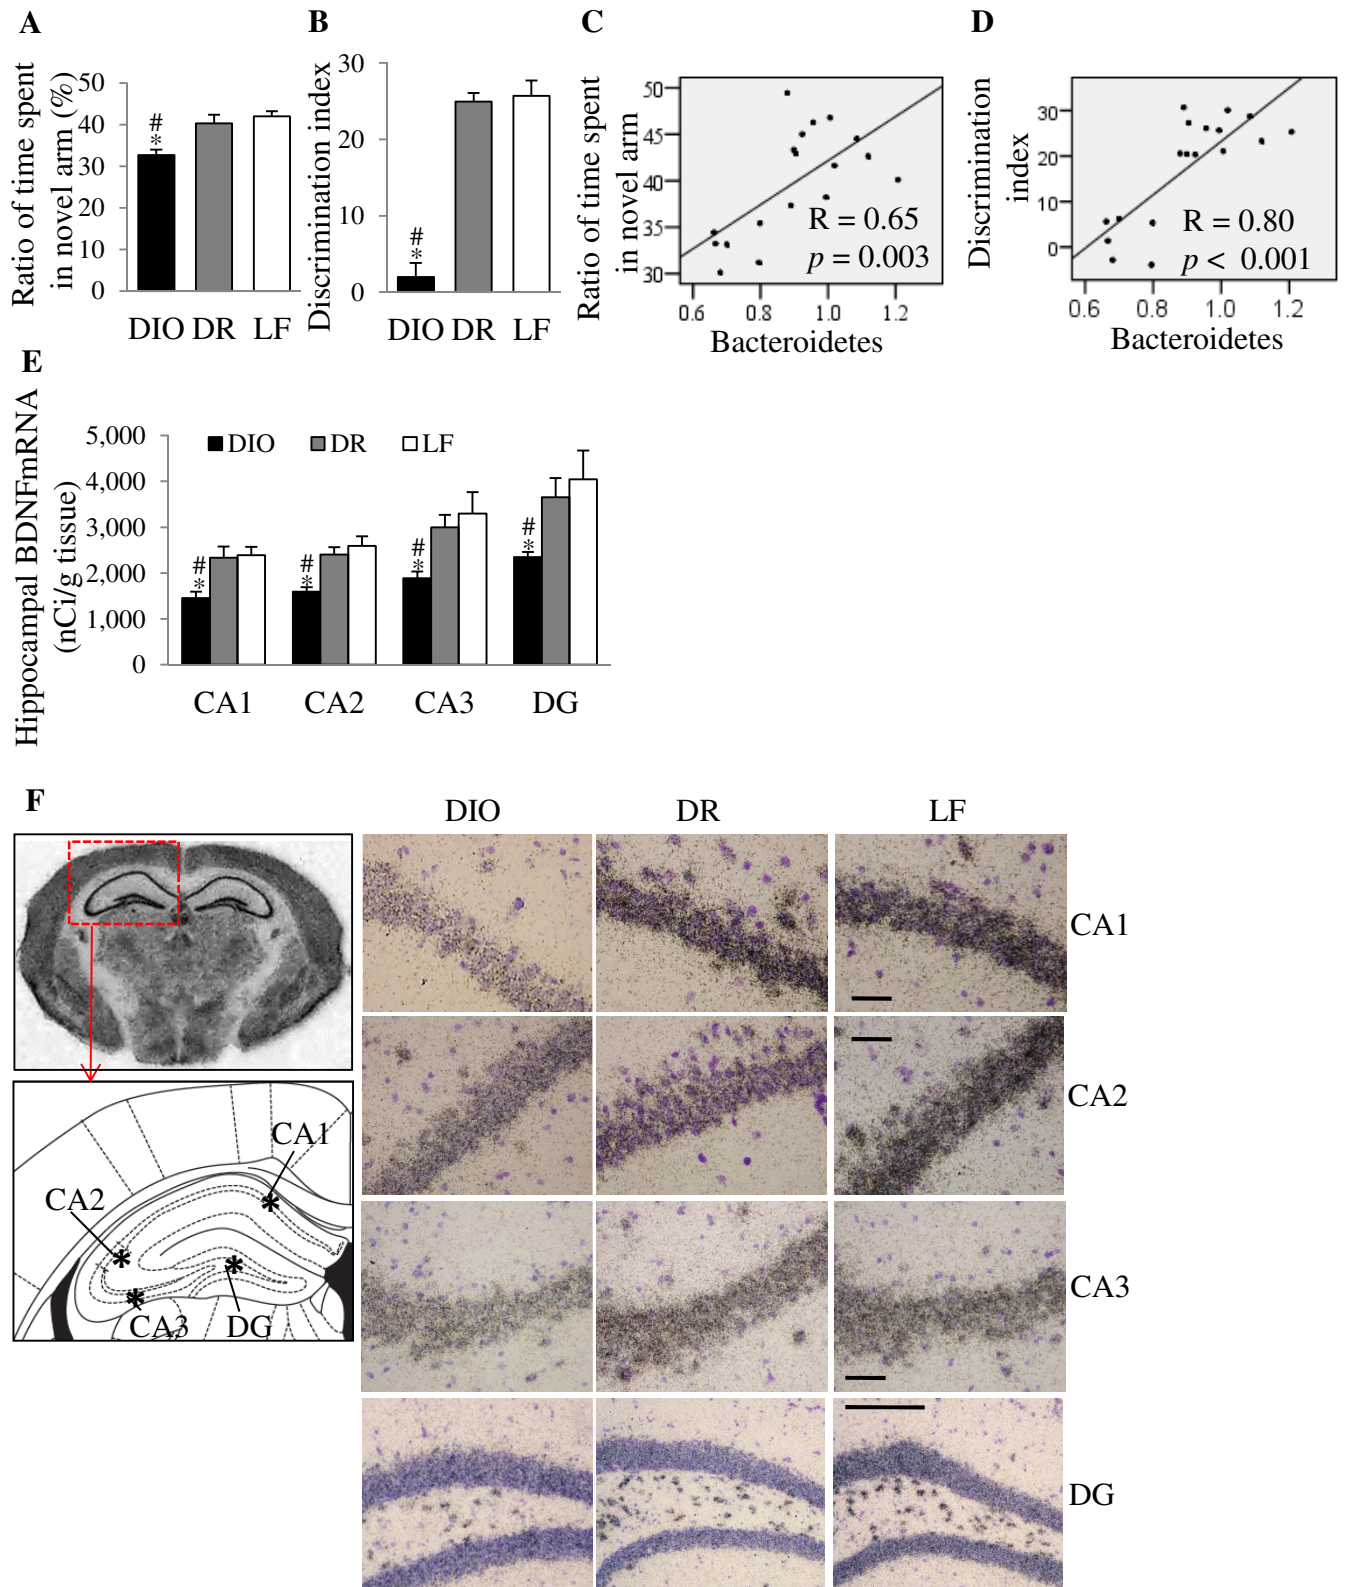 A
Ratio of time spent
in novel arm (%)
50
40
30
20
10
0
#
*
DIO DR LF
B
Discrimination index
30
20
10
0
#
*
DIO DR LF
C
Ratio of time spent
in novel arm
50
45
40
35
30
R = 0.65
p = 0.003
0.6 0.8 1.0 1.2
Bacteroidetes
D
Discrimination
index
30
20
10
0
R = 0.80
p < 0.001
0.6 0.8 1.0 1.2
Bacteroidetes
E
Hippocampal BDNFmRNA
(nCi/g tissue)
5,000
4,000
3,000
2,000
1,000
0
DIO DR LF
# # # #
* * * *
CA1 CA2 CA3 DG
F
DIO DR LF
CA1
CA2
CA3
DG
CA1
CA2
CA3 DG